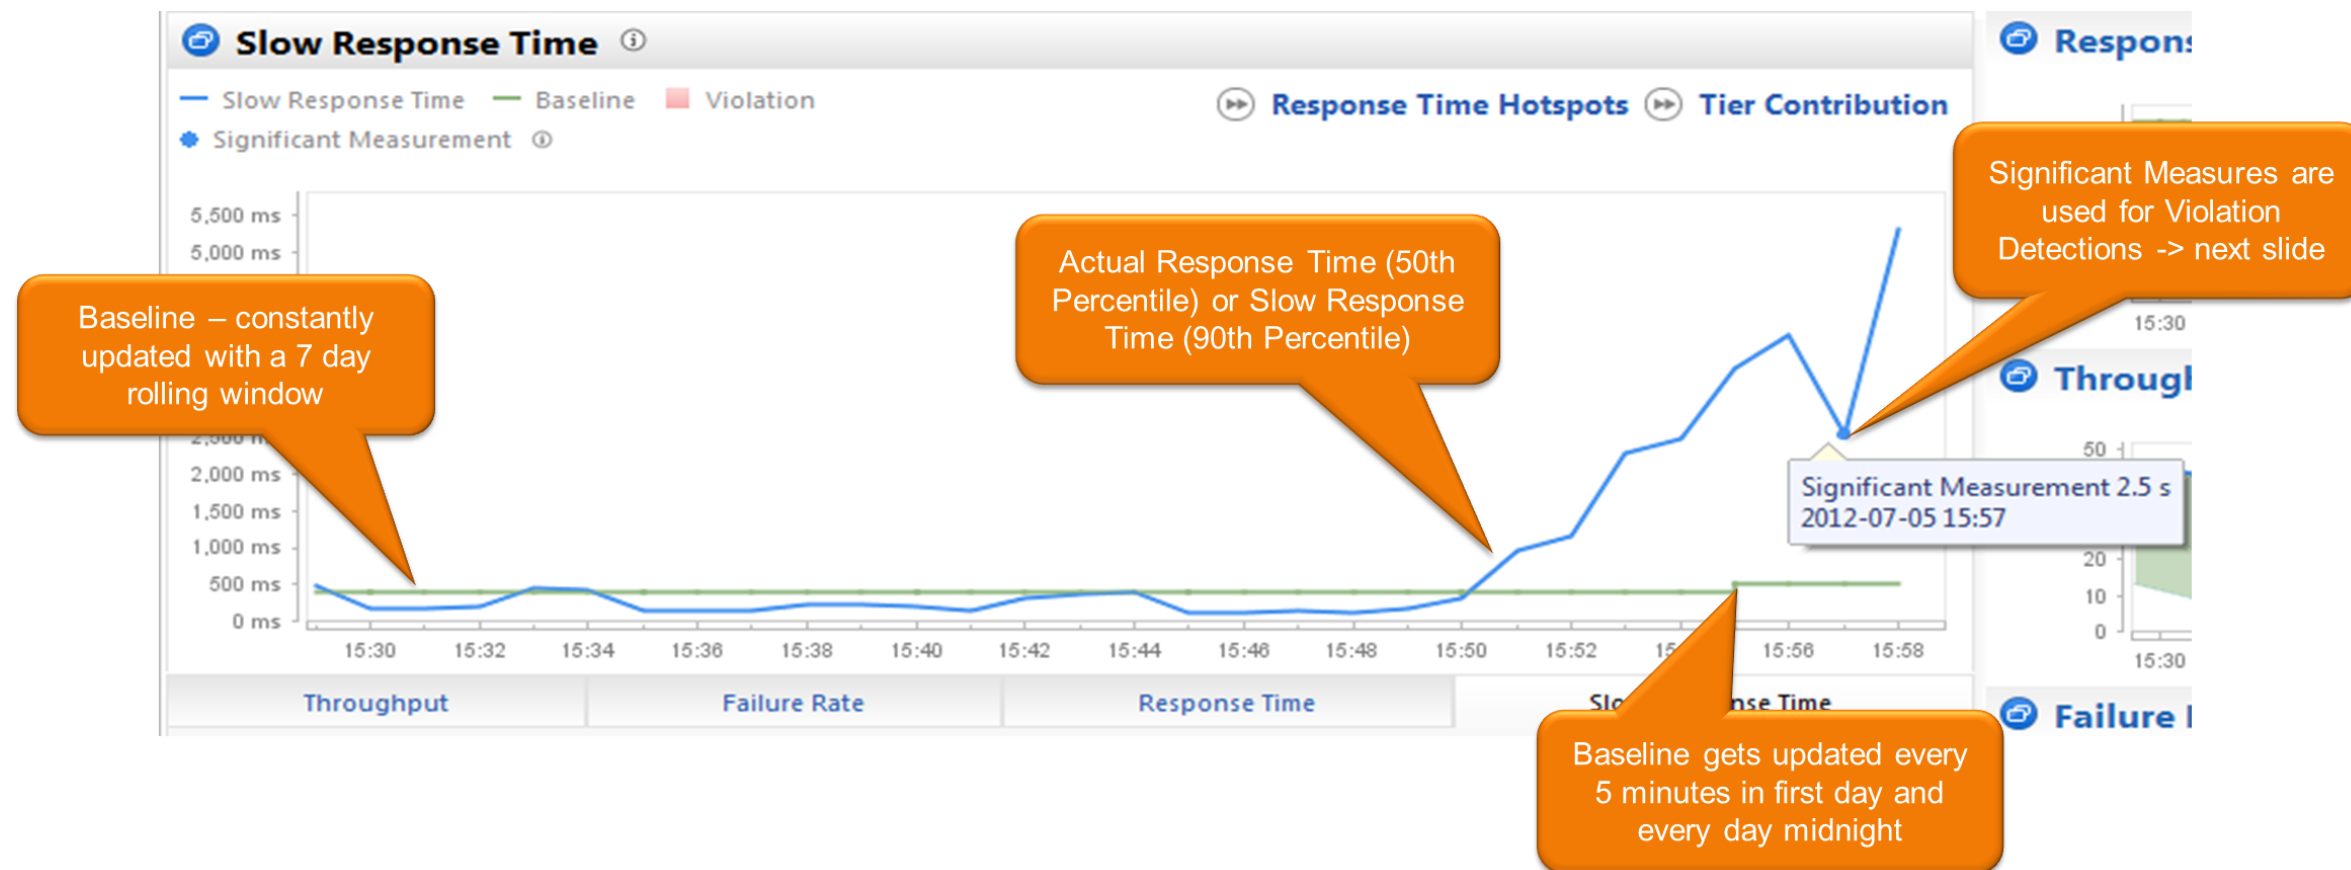 Slow Response Time
Slow Response Time
Baseline
Violation
Significant Measurement
Response Time Hotspots
Tier Contribution
5,500 ms
5,000 ms
2,000 ms
1,500 ms
1,000 ms
500 ms
0 ms
15:30
15:32
15:34
15:36
15:38
15:40
15:42
15:44
15:46
15:48
15:50
15:52
15:56
15:58
Baseline – constantly
updated with a 7 day
rolling window
Actual Response Time (50th
Percentile) or Slow Response
Time (90th Percentile)
Significant Measures are
used for Violation
Detections -> next slide
Significant Measurement 2.5 s
2012-07-05 15:57
Throughput
Failure Rate
Response Time
Time
Baseline gets updated every
5 minutes in first day and
every day midnight
15:30
50
20
10
0
15:30
Failure